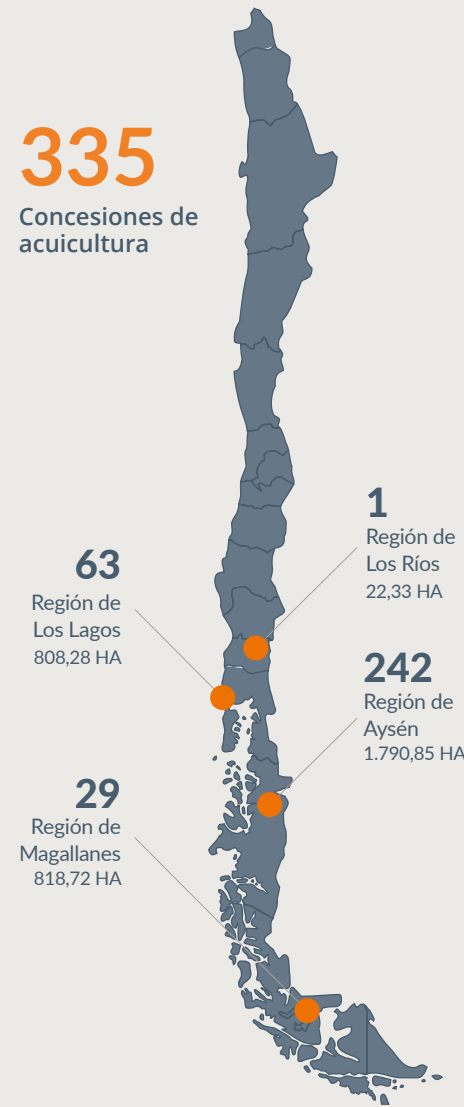 335
Concesiones de
acuicultura
1
Región de
Los Ríos
22,33 HA
63
Región de
Los Lagos
808,28 HA
242
Región de
Aysén
1.790,85 HA
29
Región de
Magallanes
818,72 HA